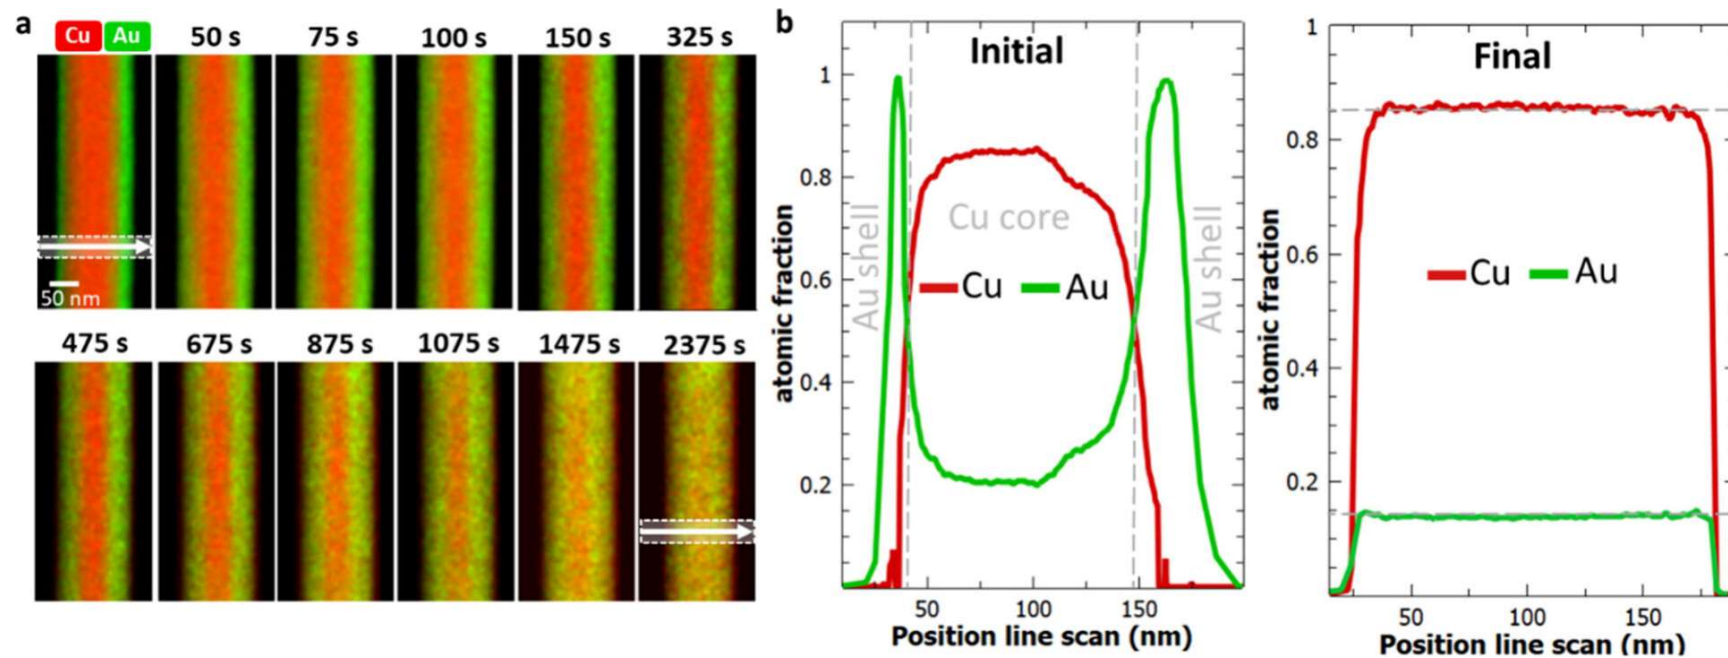 a
Cu Au 50 s 75 s 100 s 150 s 325 s
50 nm
475 s 675 s 875 s 1075 s 1475 s 2375 s
b
Initial
atomic fraction
1
0.8
0.6
0.4
0.2
Au shell
Cu core
Au shell
Cu Au
50 100 150
Position line scan (nm)
Final
atomic fraction
1
0.8
0.6
0.4
0.2
Cu Au
50 100 150
Position line scan (nm)